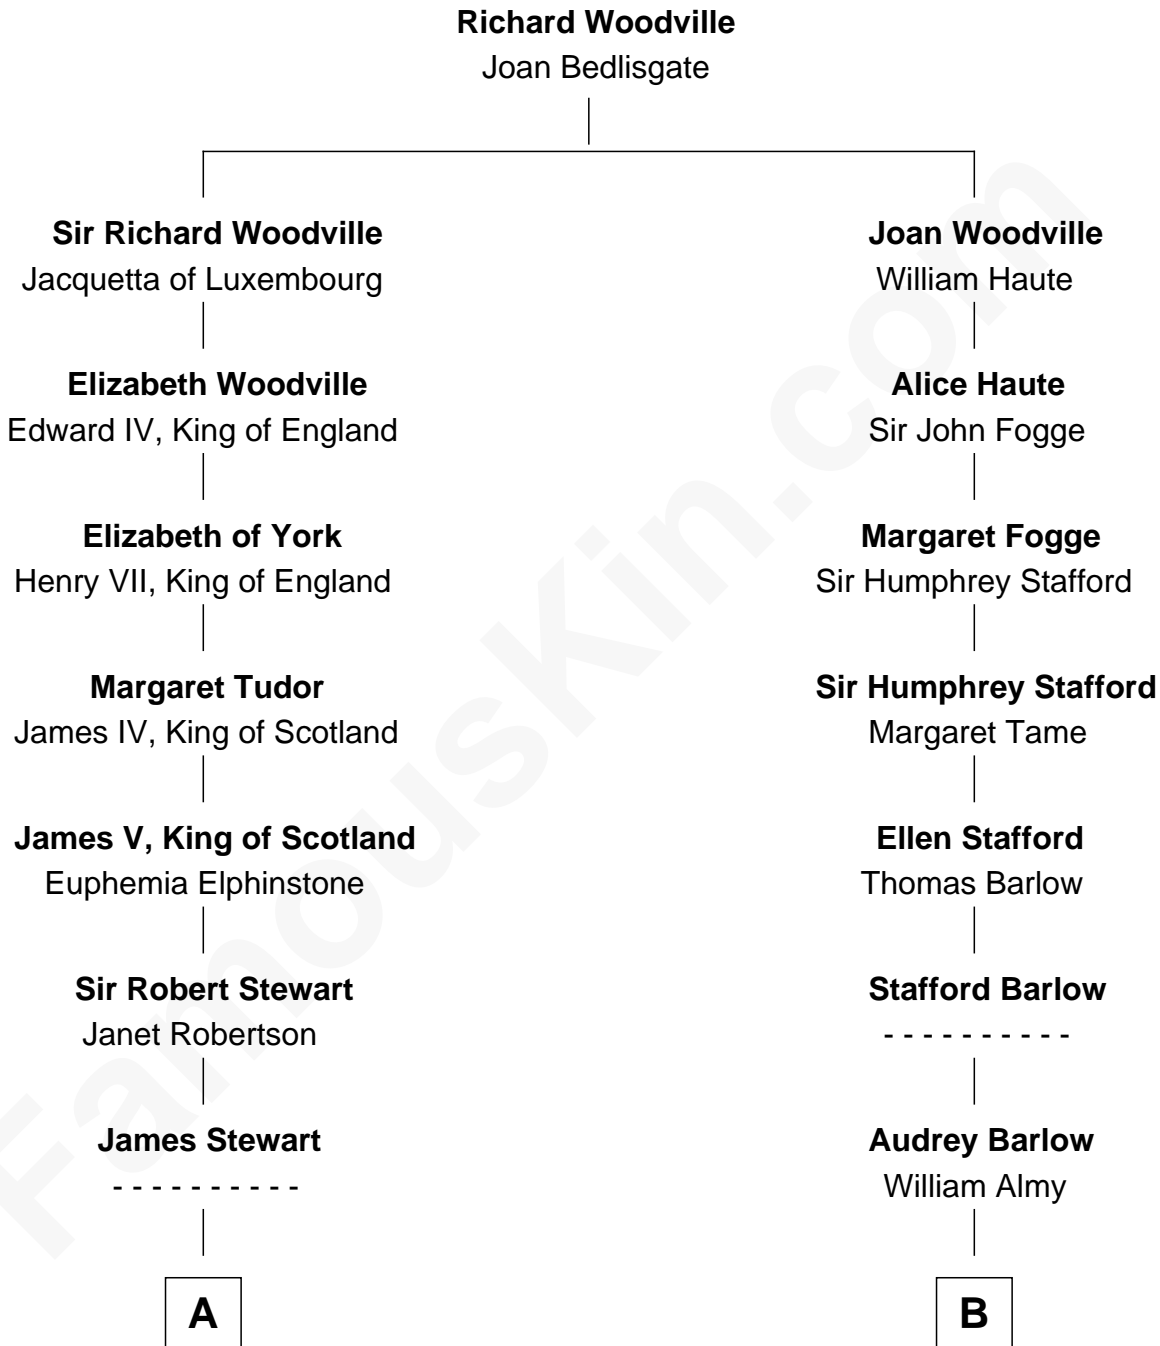 Richard Woodville
Joan Bedlisgate
Sir Richard Woodville
Jacquetta of Luxembourg
Joan Woodville
William Haute
Elizabeth Woodville
Edward IV, King of England
Alice Haute
Sir John Fogge
Elizabeth of York
Henry VII, King of England
Margaret Fogge
Sir Humphrey Stafford
Margaret Tudor
James IV, King of Scotland
Sir Humphrey Stafford
Margaret Tame
James V, King of Scotland
Euphemia Elphinstone
Ellen Stafford
Thomas Barlow
Sir Robert Stewart
Janet Robertson
Stafford Barlow
- - - - - - - - - -
James Stewart
- - - - - - - - - -
Audrey Barlow
William Almy
A
B
FamousKin.com